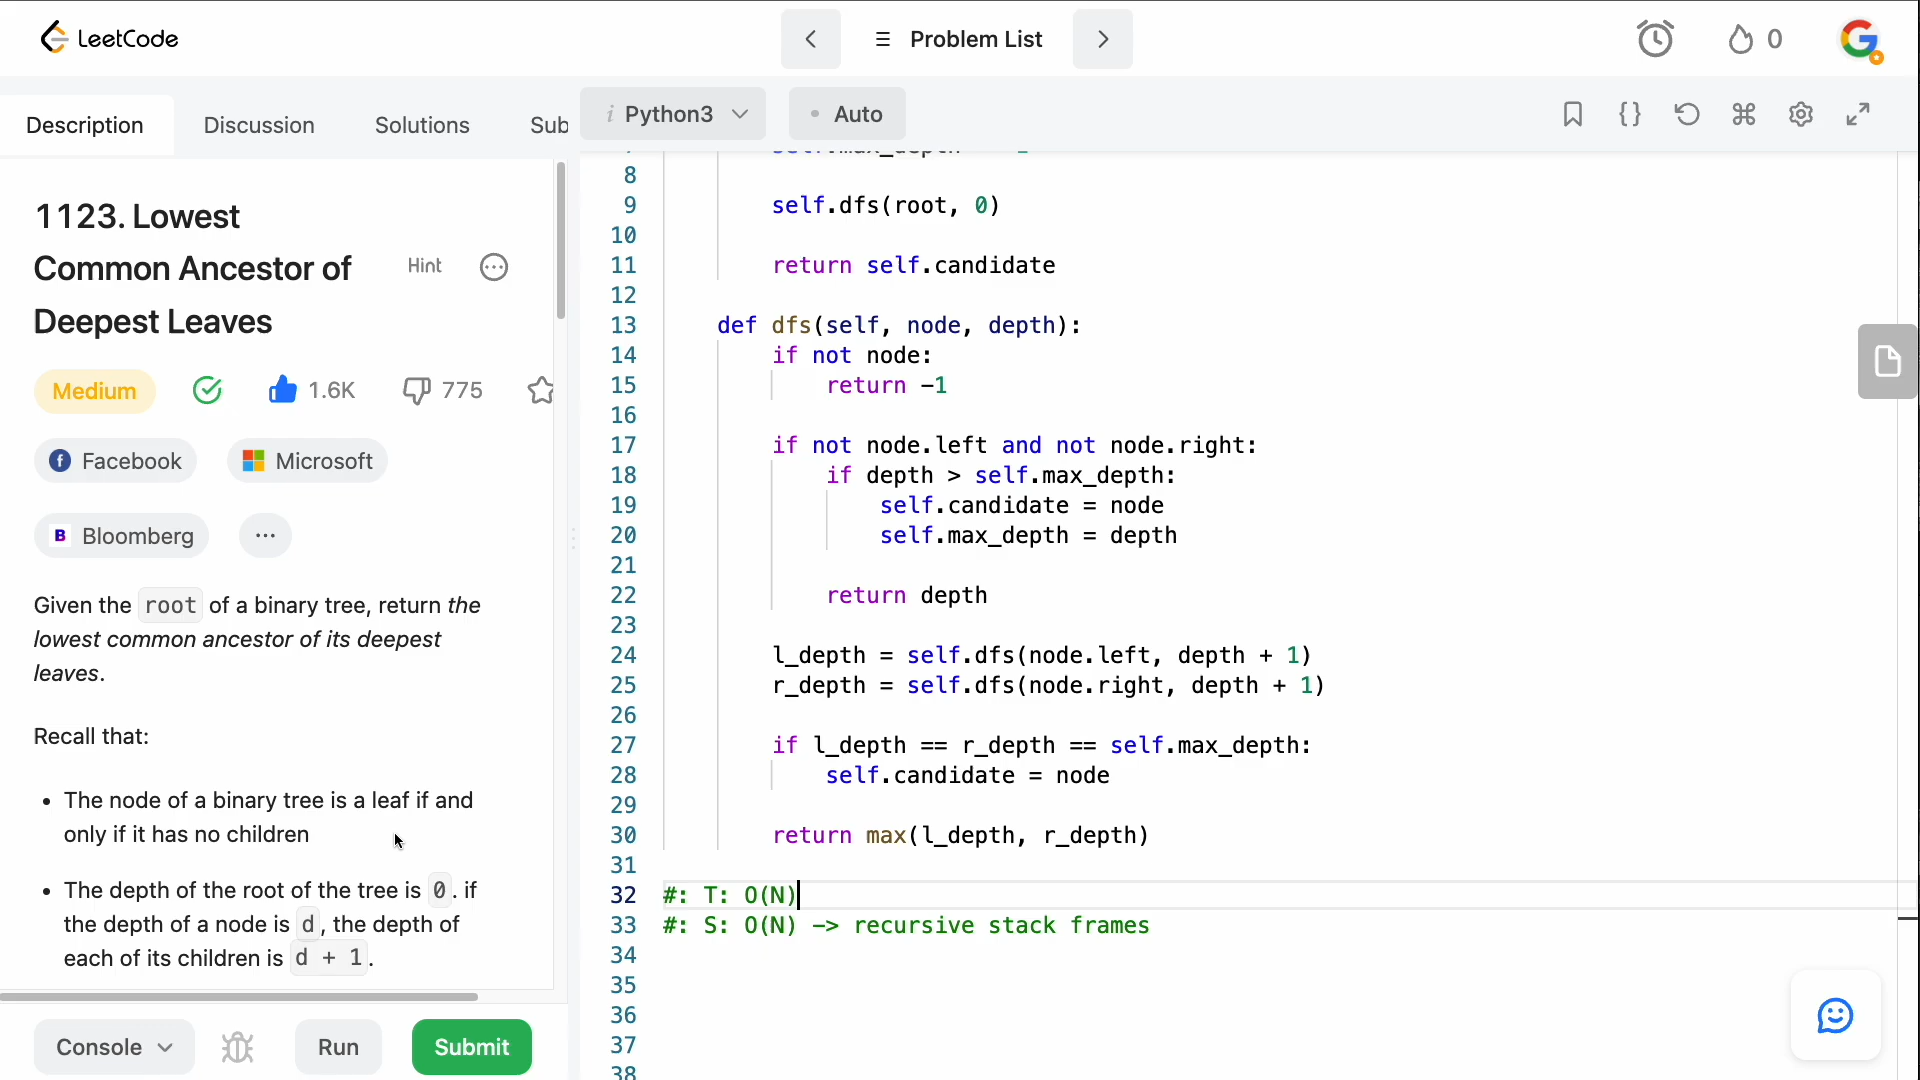 LeetCode
Problem List
0
Description
Discussion
Solutions
Sub
i Python3
Auto
1123. Lowest
Common Ancestor of
Deepest Leaves
Hint
Medium
1.6K
775
Facebook
Microsoft
B Bloomberg
Given the root of a binary tree, return the
lowest common ancestor of its deepest
leaves.
Recall that:
• The node of a binary tree is a leaf if and
only if it has no children
• The depth of the root of the tree is 0. if
the depth of a node is d, the depth of
each of its children is d + 1.
Console
Run
Submit
8
9 self.dfs(root, 0)
10
11 return self.candidate
12
13 def dfs(self, node, depth):
14 if not node:
15 return -1
16
17 if not node.left and not node.right:
18 if depth > self.max_depth:
19 self.candidate = node
20 self.max_depth = depth
21
22 return depth
23
24 l_depth = self.dfs(node.left, depth + 1)
25 r_depth = self.dfs(node.right, depth + 1)
26
27 if l_depth == r_depth == self.max_depth:
28 self.candidate = node
29
30 return max(l_depth, r_depth)
31
32 #: T: O(N)
33 #: S: O(N) -> recursive stack frames
34
35
36
37
38